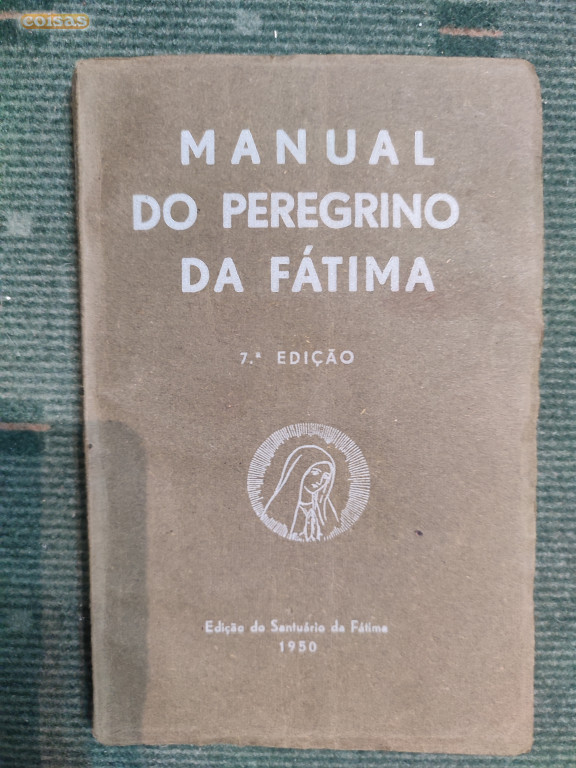 coisas
MANUAL
DO PEREGRINO
DA FÁTIMA
7.ª EDIÇÃO
Edição do Santuário da Fátima
1950